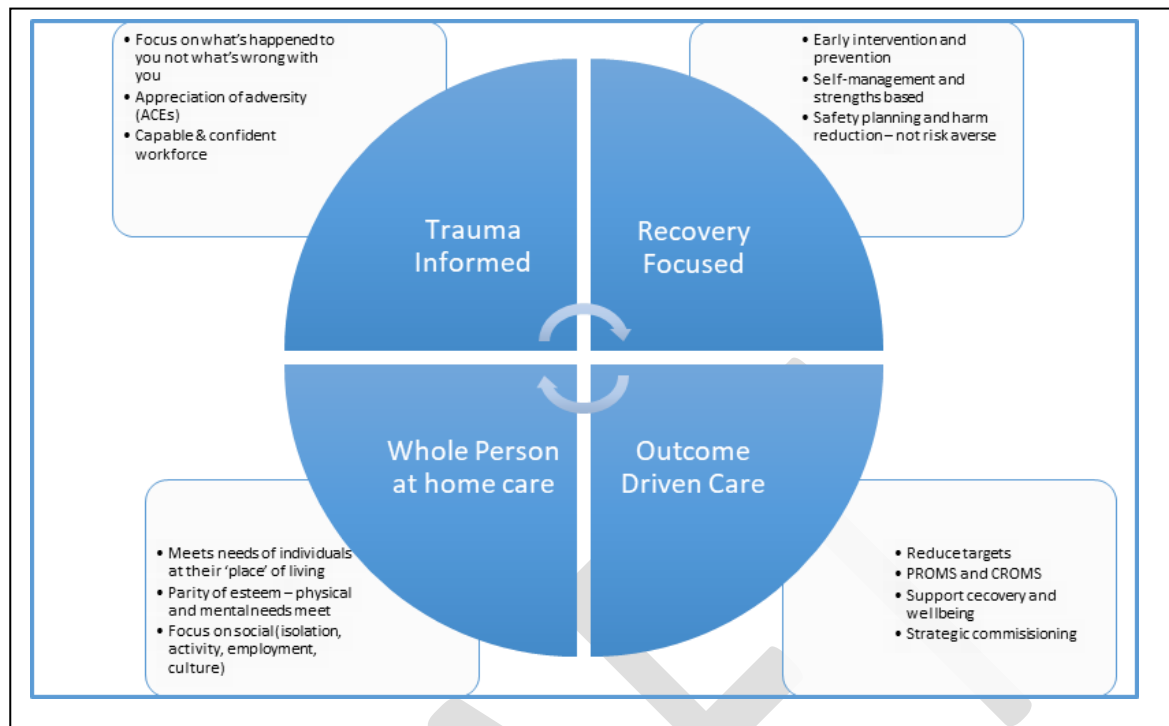 • Focus on what's happened to
you not what's wrong with
you
• Appreciation of adversity
(ACEs)
• Capable & confident
workforce
• Early intervention and
prevention
• Self-management and
strengths based
• Safety planning and harm
reduction – not risk averse
Trauma
Informed
Recovery
Focused
Whole Person
at home care
Outcome
Driven Care
• Meets needs of individuals
at their 'place' of living
• Parity of esteem – physical
and mental needs meet
• Focus on social (isolation,
activity, employment,
culture)
• Reduce targets
• PROMS and CROMS
• Support cecovery and
wellbeing
• Strategic commisisioning